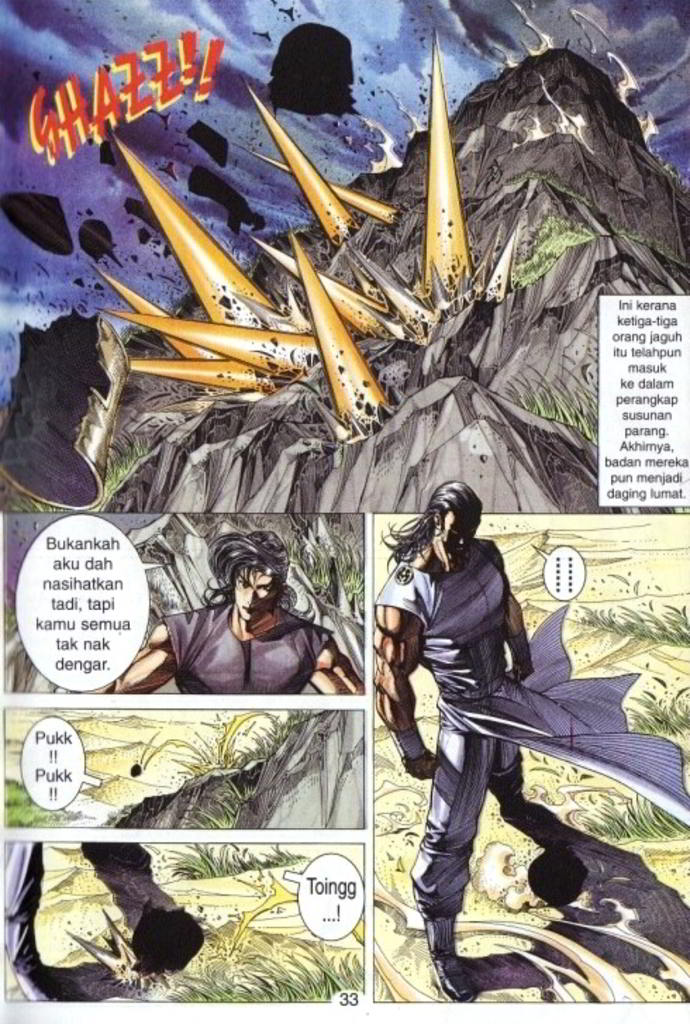 GHAZZ!!
Ini kerana
ketiga-tiga
orang jaguh
itu telahpun
masuk
ke dalam
perangkap
susunan
parang.
Akhirnya,
badan mereka
pun menjadi
daging lumat.
Bukankah
aku dah
nasihatkan
tadi, tapi
kamu semua
tak nak
dengar.
Pukk
!!
Pukk
!!
Toingg
...!
33